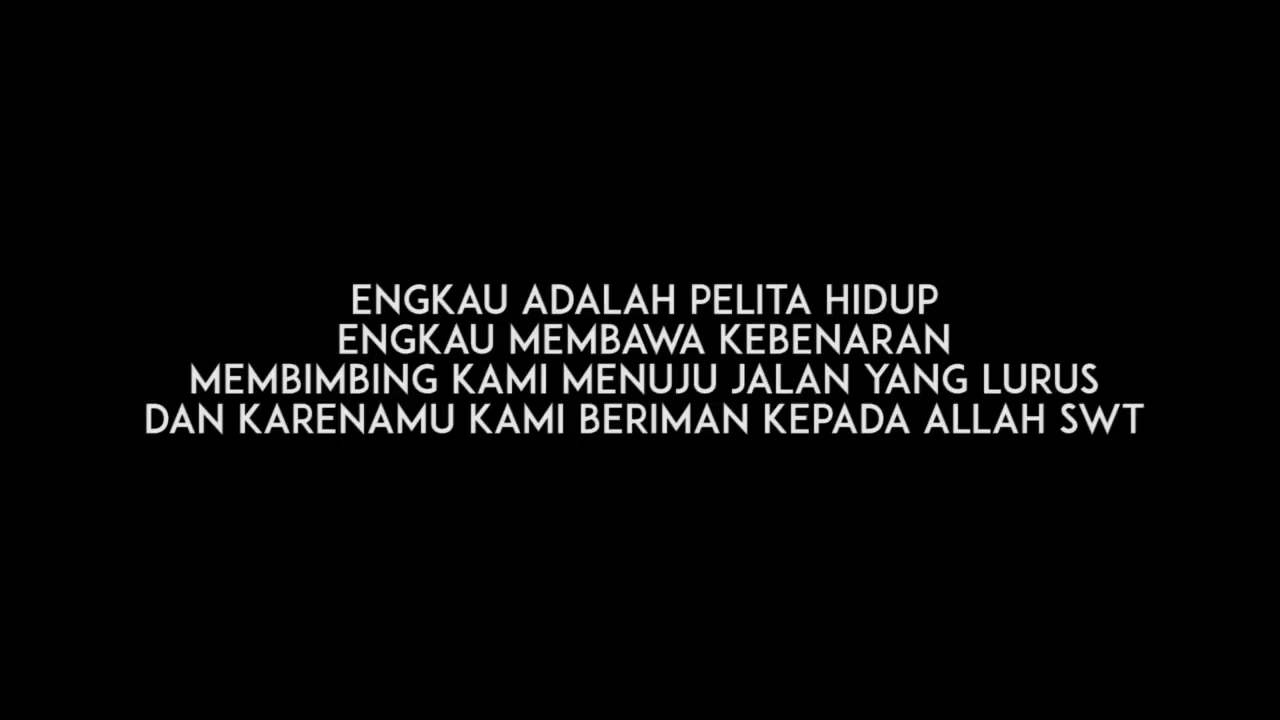 ENGKAU ADALAH PELITA HIDUP
ENGKAU MEMBAWA KEBENARAN
MEMBIMBING KAMI MENUJU JALAN YANG LURUS
DAN KARENAMU KAMI BERIMAN KEPADA ALLAH SWT